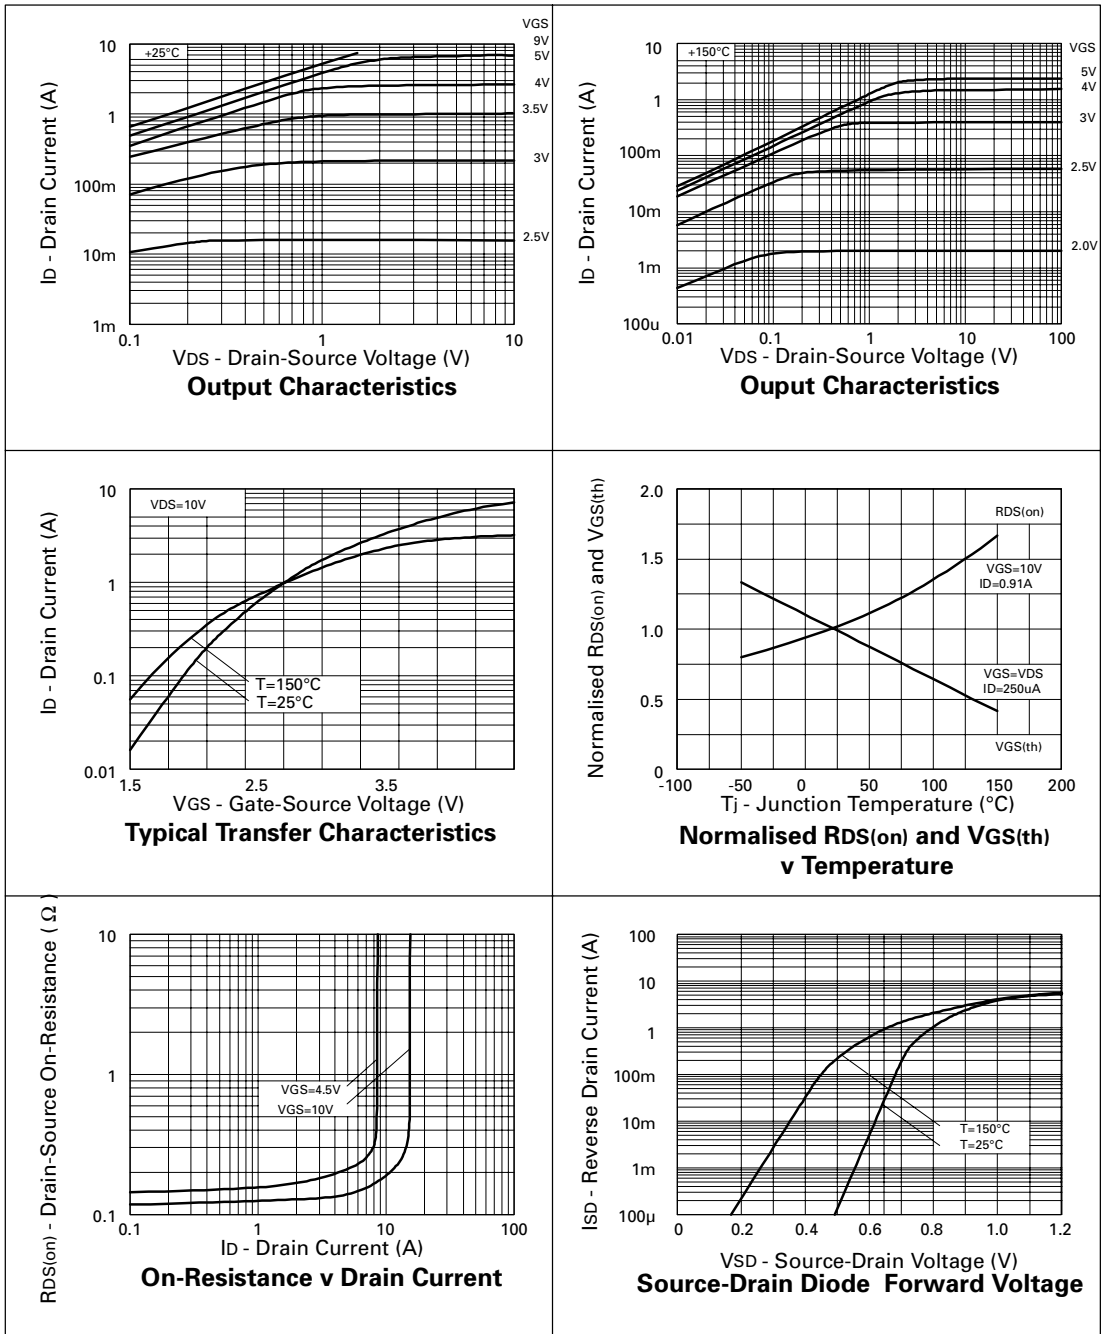 VGS
9V
5V
4V
3.5V
3V
2.5V
+25°C
10
1
100m
10m
1m
ID - Drain Current (A)
0.1
1
10
VDS - Drain-Source Voltage (V)
Output Characteristics
VGS
5V
4V
3V
2.5V
2.0V
+150°C
10
1
100m
10m
1m
100u
ID - Drain Current (A)
0.01
0.1
1
10
100
VDS - Drain-Source Voltage (V)
Ouput Characteristics
10
1
0.1
0.01
ID - Drain Current (A)
VDS=10V
T=150°C
T=25°C
1.5
2.5
3.5
VGS - Gate-Source Voltage (V)
Typical Transfer Characteristics
2.0
1.5
1.0
0.5
0
Normalised RDS(on) and VGS(th)
RDS(on)
VGS=10V
ID=0.91A
VGS=VDS
ID=250uA
VGS(th)
-100
-50
0
50
100
150
200
Tj - Junction Temperature (°C)
Normalised RDS(on) and VGS(th)
v Temperature
RDS(on) - Drain-Source On-Resistance ( Ω )
10
1
0.1
VGS=4.5V
VGS=10V
0.1
1
10
100
ID - Drain Current (A)
On-Resistance v Drain Current
ISD - Reverse Drain Current (A)
100
10
1
100m
10m
1m
100µ
T=150°C
T=25°C
0
0.2
0.4
0.6
0.8
1.0
1.2
VSD - Source-Drain Voltage (V)
Source-Drain Diode Forward Voltage